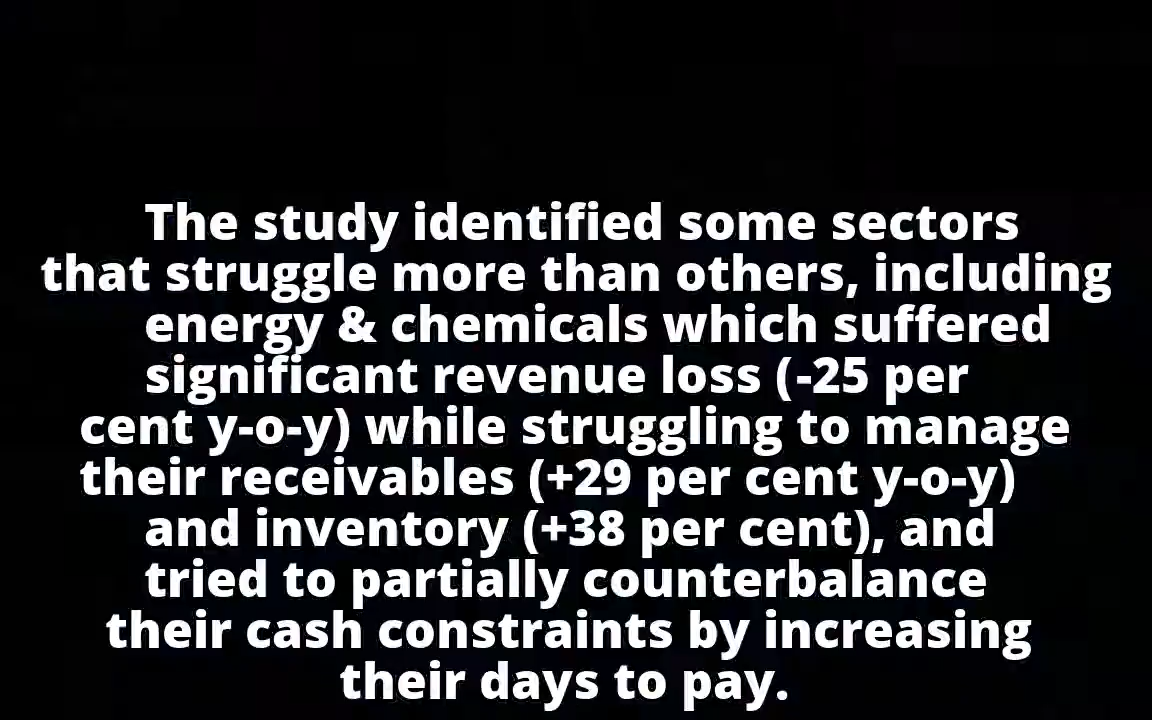 The study identified some sectors
that struggle more than others, including
energy & chemicals which suffered
significant revenue loss (-25 per
cent y-o-y) while struggling to manage
their receivables (+29 per cent y-o-y)
and inventory (+38 per cent), and
tried to partially counterbalance
their cash constraints by increasing
their days to pay.